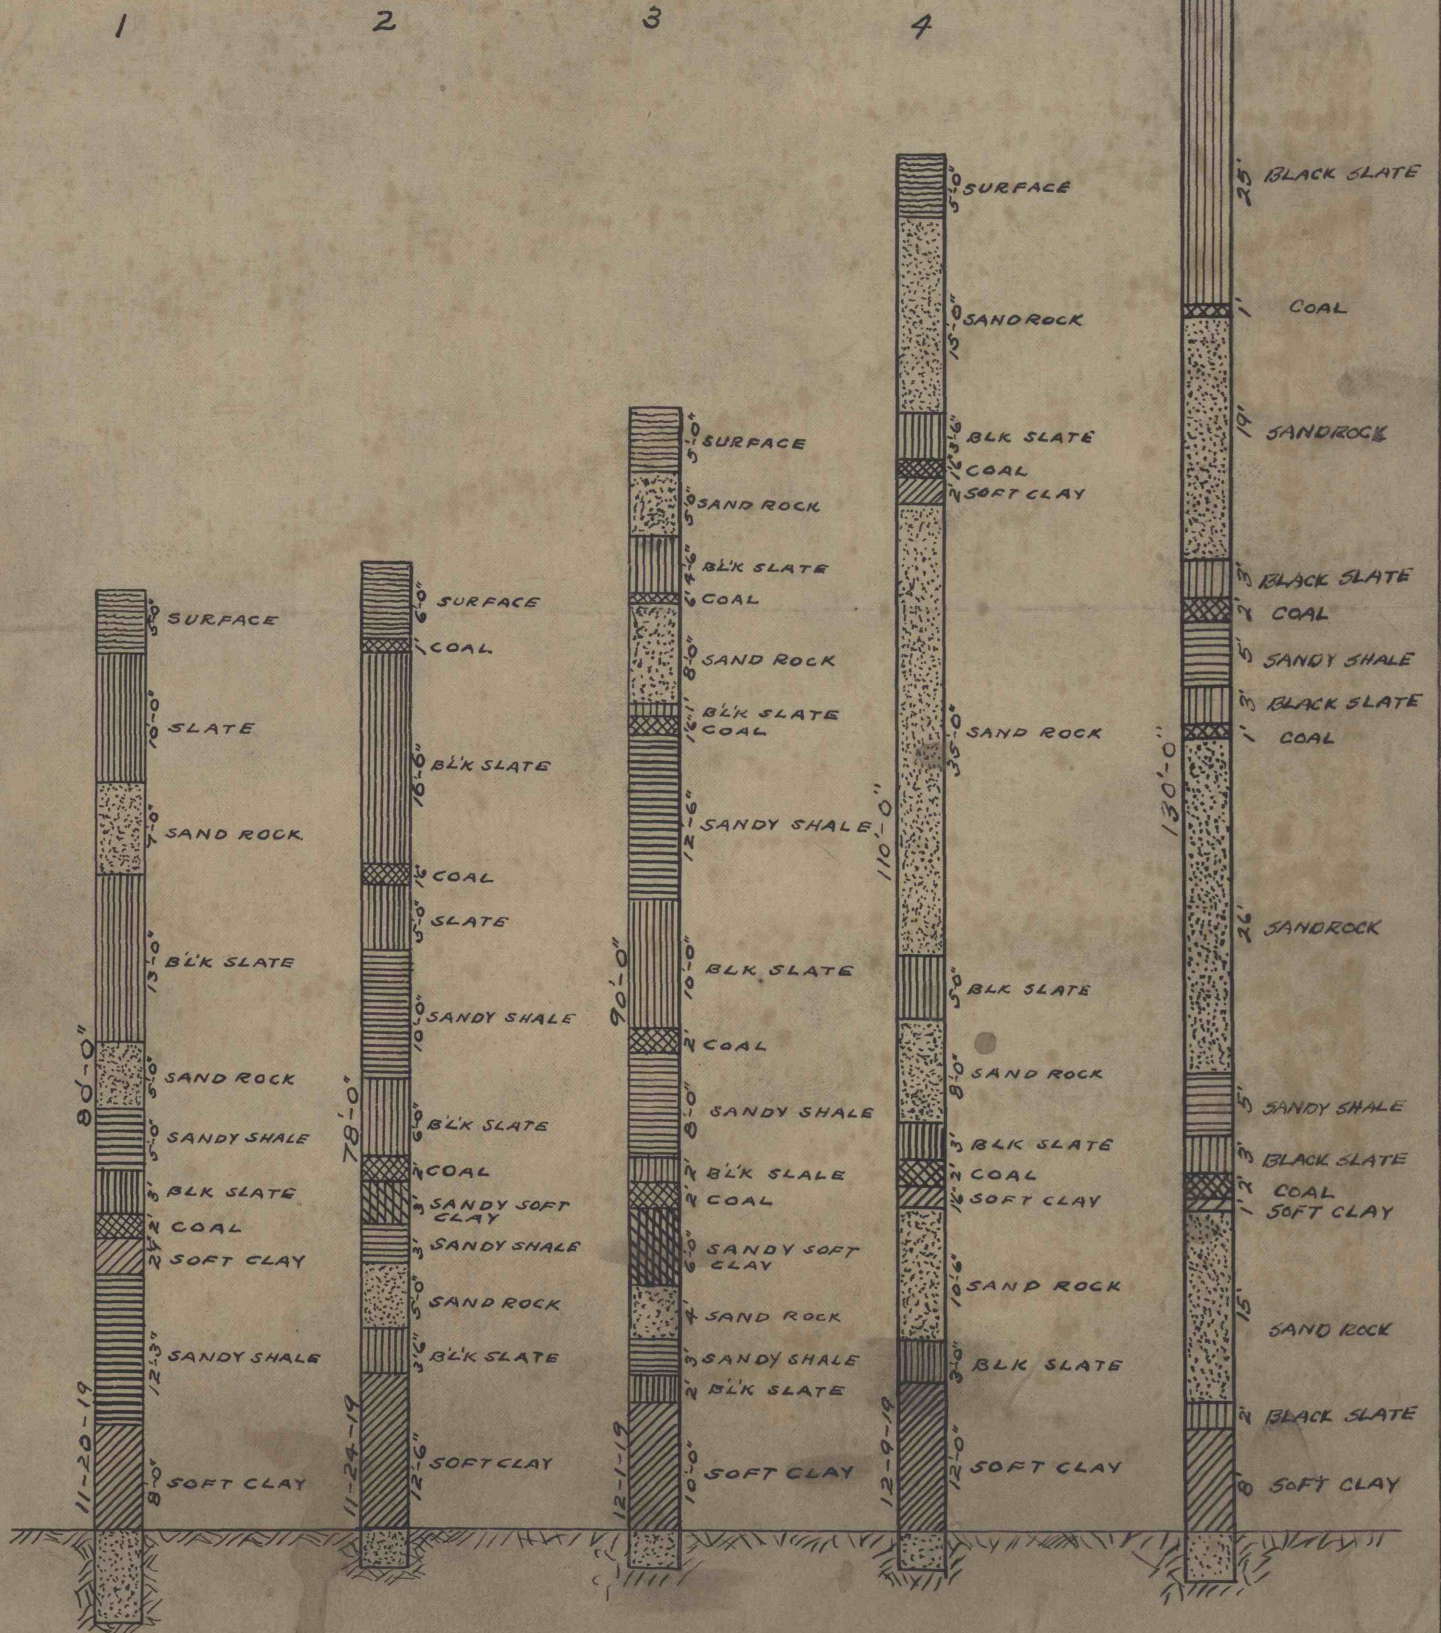 1
5'-0" SURFACE
10'-0" SLATE
7'-0" SAND ROCK
13'-0" BL'K SLATE
80'-0"
5'-0" SAND ROCK
5'-0" SANDY SHALE
3' BLK SLATE
2' COAL
SOFT CLAY
12'-3" SANDY SHALE
11-20-19
8'-0" SOFT CLAY
2
6'-0" SURFACE
1' COAL
16'-6" BL'K SLATE
COAL
5'-0" SLATE
10'-0" SANDY SHALE
78'-0"
6'-0" BL'K SLATE
2' COAL
3' SANDY SOFT
CLAY
3' SANDY SHALE
5'-0" SAND ROCK
3'6" BL'K SLATE
11-24-19
12'-6" SOFT CLAY
3
5'-0" SURFACE
5'-0" SAND ROCK
4'-6" BL'K SLATE
6" COAL
8'-0" SAND ROCK
1' BL'K SLATE
1'6" COAL
12'-6" SANDY SHALE
90'-0"
10'-0" BLK SLATE
2' COAL
8'-0" SANDY SHALE
2' BL'K SLALE
2' COAL
6'-0" SANDY SOFT
CLAY
4' SAND ROCK
3' SANDY SHALE
2' BL'K SLATE
12-1-19
10'-0" SOFT CLAY
4
5'-0" SURFACE
15'-0" SANDROCK
3'-6" BLK SLATE
1'6" COAL
2' SOFT CLAY
35'-0" SAND ROCK
110'-0"
5'-0" BLK SLATE
8'-0" SAND ROCK
3' BLK SLATE
2' COAL
1'6" SOFT CLAY
10'-6" SAND ROCK
3'-0" BLK SLATE
12-9-19
12'-0" SOFT CLAY
25' BLACK SLATE
1' COAL
19' SANDROCK
3' BLACK SLATE
2' COAL
5' SANDY SHALE
3' BLACK SLATE
1' COAL
130'-0"
26' SANDROCK
5' SANDY SHALE
3' BLACK SLATE
2' COAL
1' SOFT CLAY
15' SAND ROCK
2' BLACK SLATE
8' SOFT CLAY